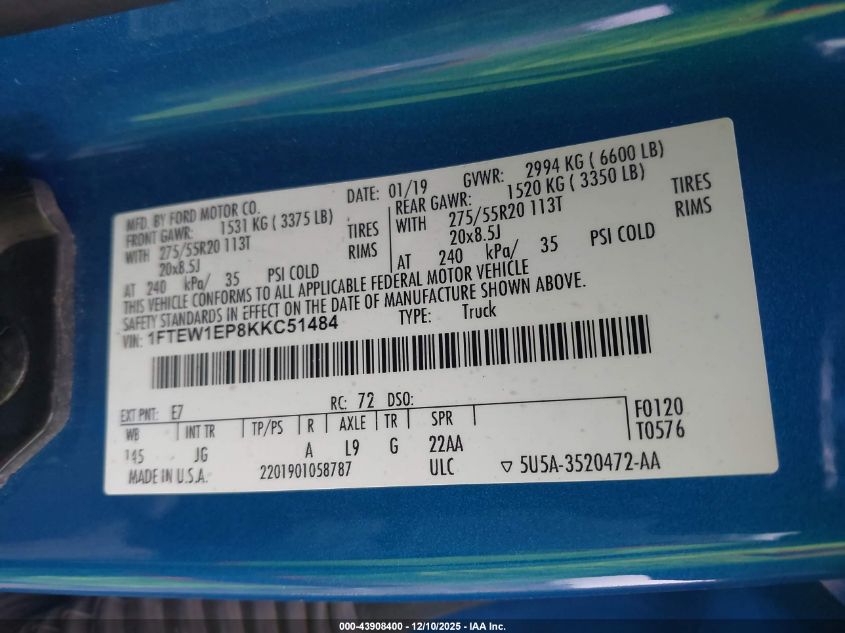 MFD. BY FORD MOTOR CO. DATE: 01/19 GVWR: 2994 KG ( 6600 LB)
FRONT GAWR: 1531 KG ( 3375 LB) REAR GAWR: 1520 KG ( 3350 LB)
WITH 275/55R20 113T TIRES WITH 275/55R20 113T TIRES
20x8.5J RIMS 20x8.5J RIMS
AT 240 kPa/ 35 PSI COLD AT 240 kPa/ 35 PSI COLD
THIS VEHICLE CONFORMS TO ALL APPLICABLE FEDERAL MOTOR VEHICLE
SAFETY STANDARDS IN EFFECT ON THE DATE OF MANUFACTURE SHOWN ABOVE.
VIN: 1FTEW1EP8KKC51484 TYPE: Truck
EXT PNT: E7 RC: 72 DSO:
WB INT TR TP/PS R AXLE TR SPR F0120
145 JG A L9 G 22AA T0576
MADE IN U.S.A. 2201901058787 ULC ▽ 5U5A-3520472-AA
000-43908400 - 12/10/2025 - IAA Inc.